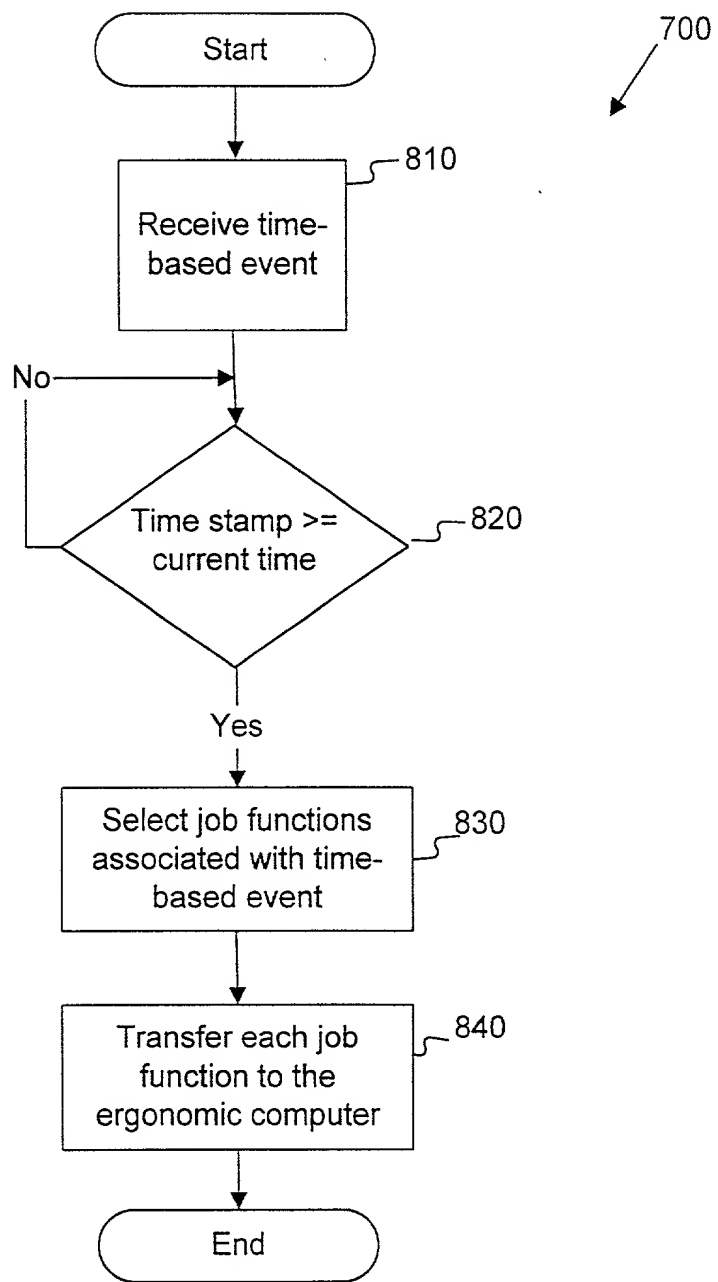 Start
700
810
Receive time-
based event
No
Time stamp >=
current time
820
Yes
Select job functions
associated with time-
based event
830
Transfer each job
function to the
ergonomic computer
840
End